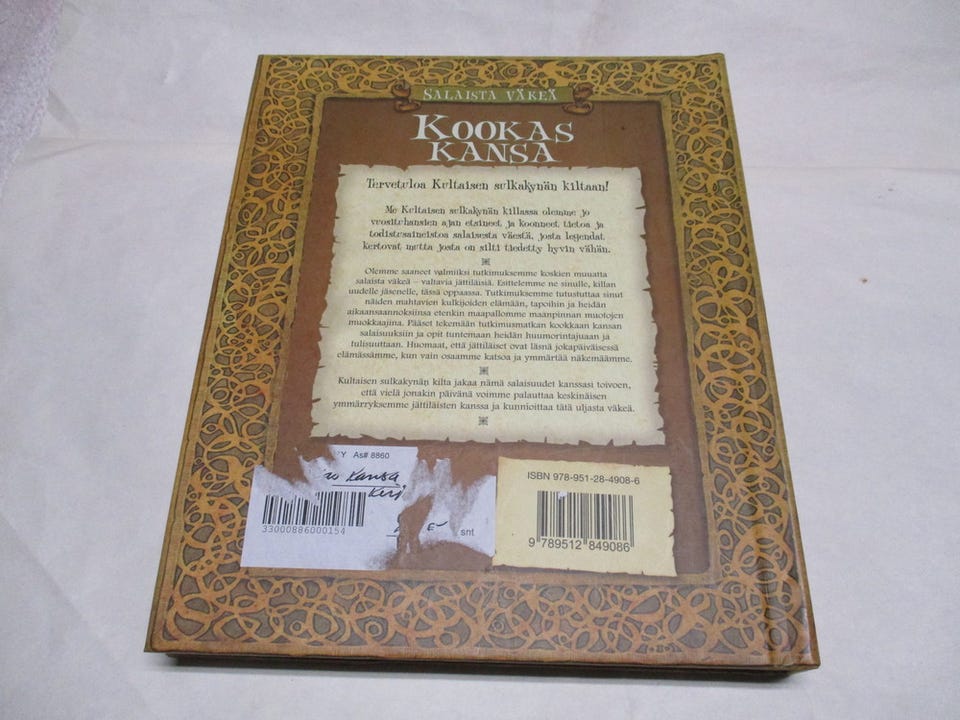 SALAISTA VÄKEÄ
KOOKAS
KANSA
Tervetuloa Kultaisen sulkakynän kiltaan!
Me Kultaisen sulkakynän killassa olemme jo
vuosituhansien ajan etsineet ja koonneet tietoa ja
todistusaineistoa salaisesta väestä, josta legendat
kertovat mutta josta on silti tiedetty hyvin vähän.
Olemme saaneet valmiiksi tutkimuksemme koskien muuatta
salaista väkeä – valtavia jättiläisiä. Esittelemme ne sinulle, killan
uudelle jäsenelle, tässä oppaassa. Tutkimuksemme tutustuttaa sinut
näiden mahtavien kulkijoiden elämään, tapoihin ja heidän
aikaansaannoksiinsa etenkin maapallomme maanpinnan muotojen
muokkaajina. Pääset tekemään tutkimusmatkan kookkaan kansan
salaisuuksiin ja opit tuntemaan heidän huumorintajuaan ja
tulisuuttaan. Huomaat, että jättiläiset ovat läsnä jokapäiväisessä
elämässämme, kun vain osaamme katsoa ja ymmärtää näkemäämme.
Kultaisen sulkakynän kilta jakaa nämä salaisuudet kanssasi toivoen,
että vielä jonakin päivänä voimme palauttaa keskinäisen
ymmärryksemme jättiläisten kanssa ja kunnioittaa tätä uljasta väkeä.
Y As# 8860
Kansa,
33000886000154
snt
ISBN 978-951-28-4908-6
9 789512 849086